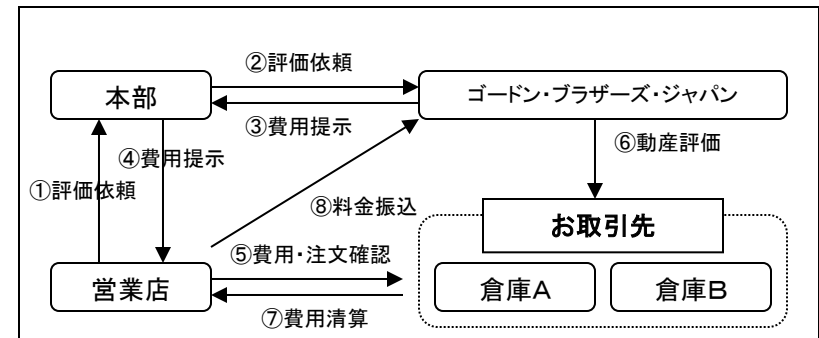 ②評価依頼
本部
ゴードン・ブラザーズ・ジャパン
③費用提示
⑥動産評価
④費用提示
①評価依頼
⑧料金振込
お取引先
⑤費用・注文確認
営業店
倉庫A
倉庫B
⑦費用清算